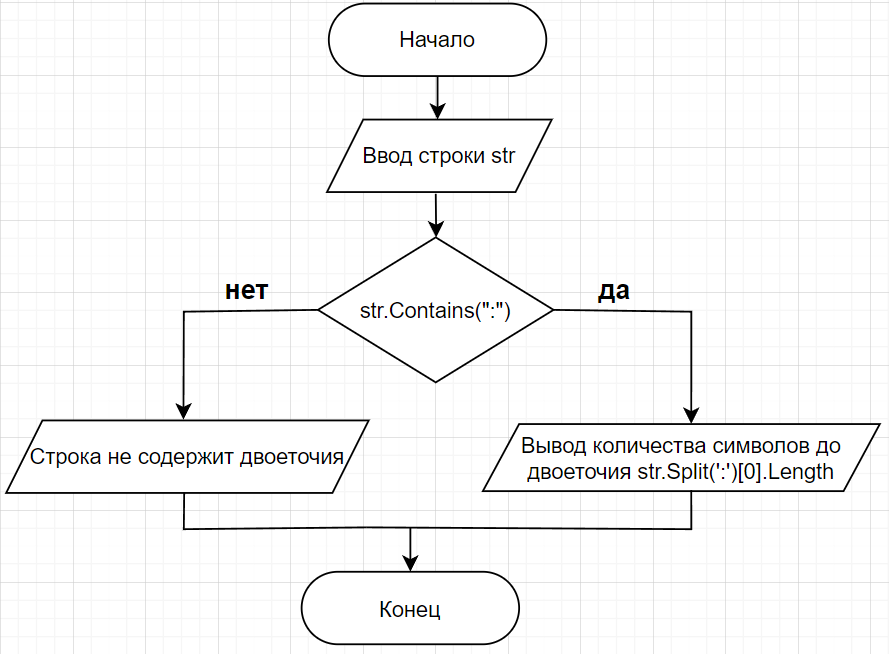 Начало
Ввод строки str
нет
да
str.Contains(":")
Строка не содержит двоеточия
Вывод количества символов до
двоеточия str.Split(':')[0].Length
Конец